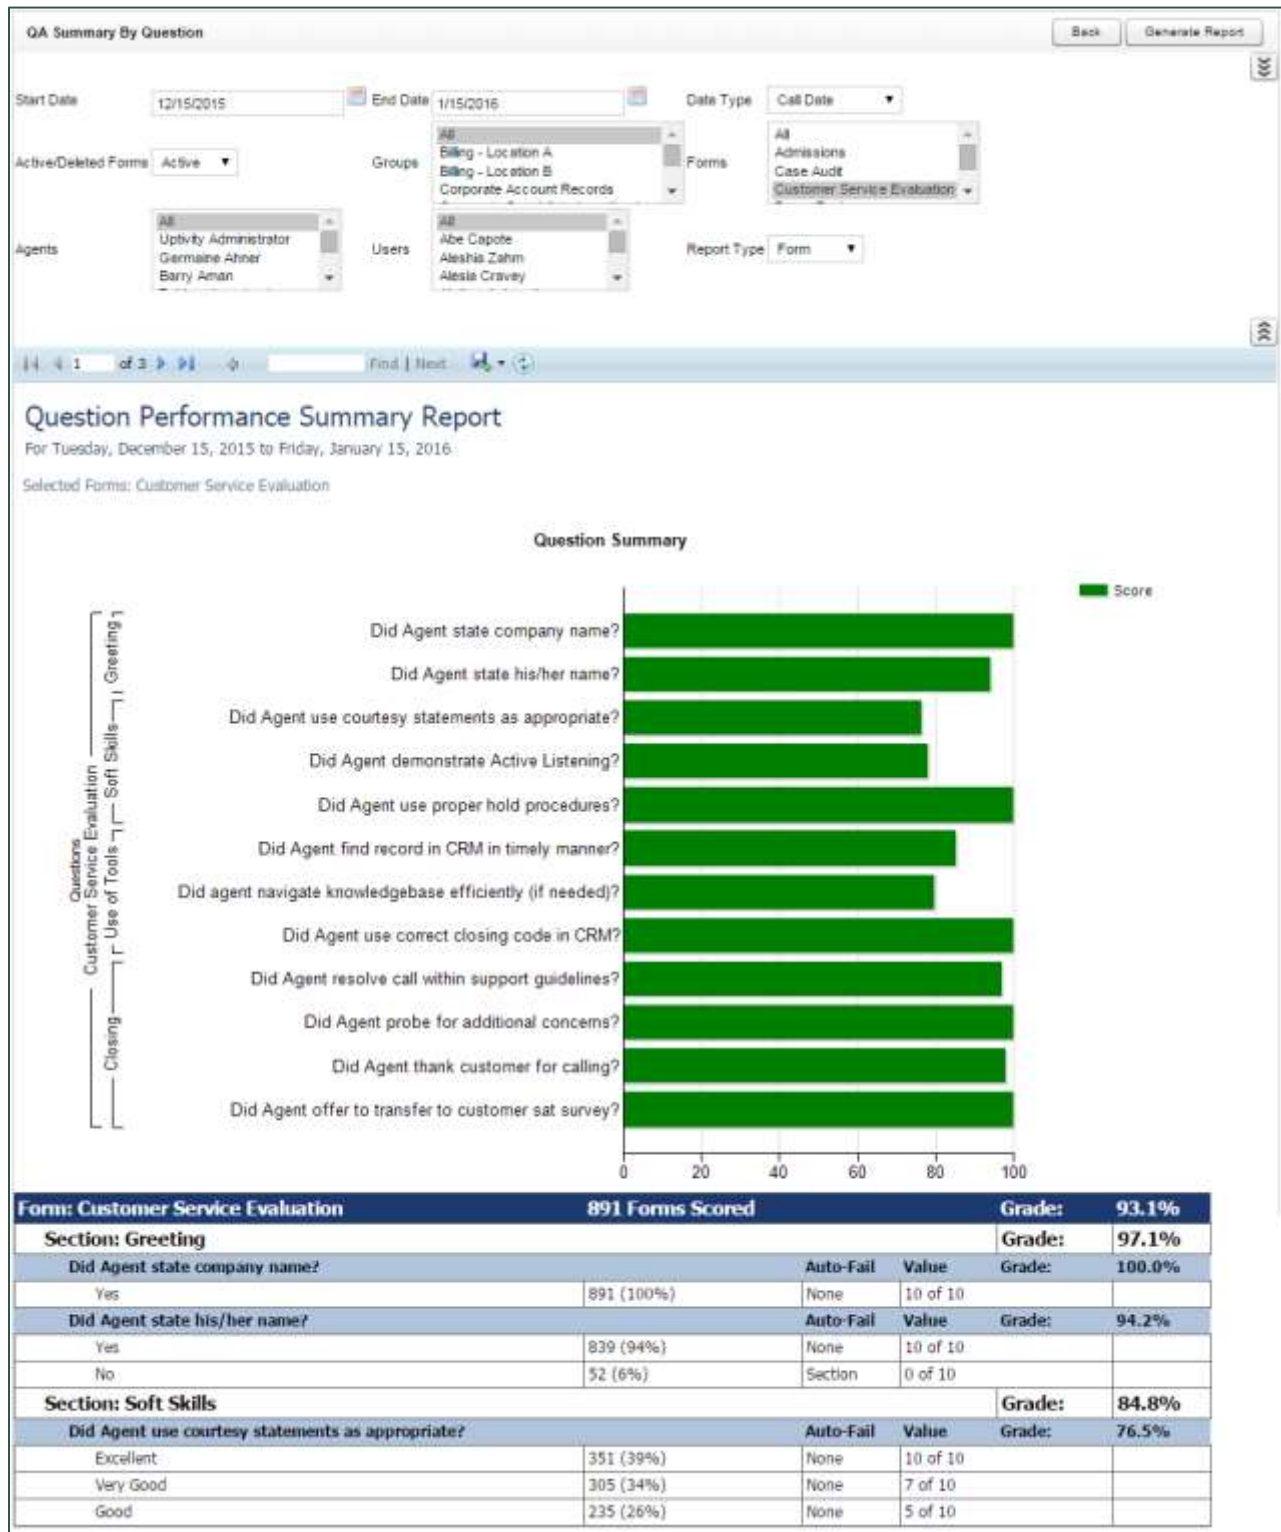 QA Summary By Question Back Generate Report
Start Date 12/15/2015 End Date 1/15/2016 Date Type Call Date
Active/Deleted Forms Active Groups All Billing - Location A Billing - Location B Corporate Account Records Forms All Admissions Case Audit Customer Service Evaluation
Agents All Uptivity Administrator Germaine Ahner Barry Aman Users All Abe Capote Aleshia Zahm Alesia Cravey Report Type Form
1 of 3 Find | Next
Question Performance Summary Report
For Tuesday, December 15, 2015 to Friday, January 15, 2016
Selected Forms: Customer Service Evaluation
Question Summary
Score
Questions
Customer Service Evaluation
Greeting
Soft Skills
Use of Tools
Closing
Did Agent state company name?
Did Agent state his/her name?
Did Agent use courtesy statements as appropriate?
Did Agent demonstrate Active Listening?
Did Agent use proper hold procedures?
Did Agent find record in CRM in timely manner?
Did agent navigate knowledgebase efficiently (if needed)?
Did Agent use correct closing code in CRM?
Did Agent resolve call within support guidelines?
Did Agent probe for additional concerns?
Did Agent thank customer for calling?
Did Agent offer to transfer to customer sat survey?
0 20 40 60 80 100
Form: Customer Service Evaluation 891 Forms Scored Grade: 93.1%
Section: Greeting Grade: 97.1%
Did Agent state company name? Auto-Fail Value Grade: 100.0%
Yes 891 (100%) None 10 of 10
Did Agent state his/her name? Auto-Fail Value Grade: 94.2%
Yes 839 (94%) None 10 of 10
No 52 (6%) Section 0 of 10
Section: Soft Skills Grade: 84.8%
Did Agent use courtesy statements as appropriate? Auto-Fail Value Grade: 76.5%
Excellent 351 (39%) None 10 of 10
Very Good 305 (34%) None 7 of 10
Good 235 (26%) None 5 of 10